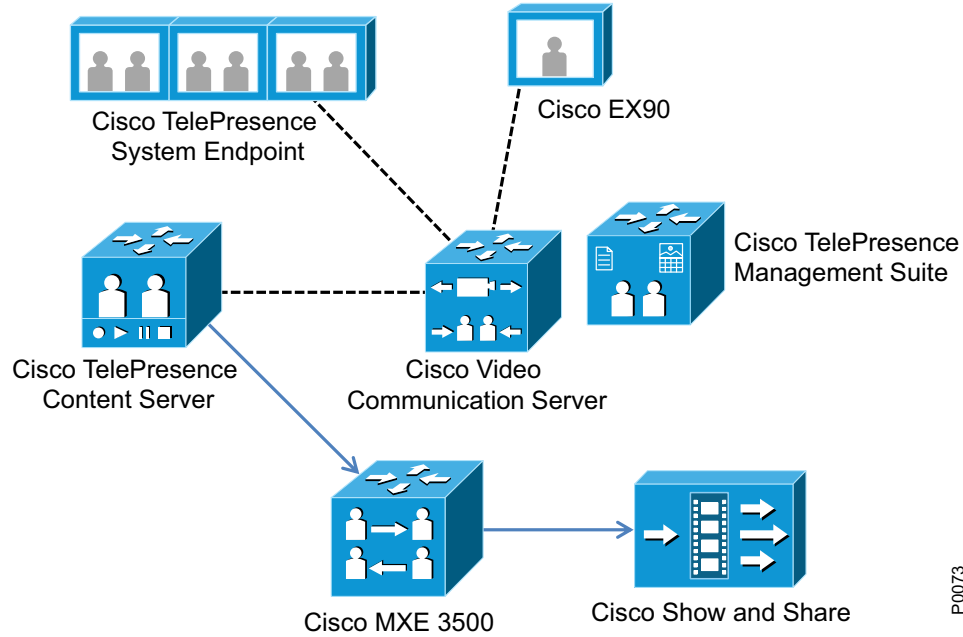 Cisco TelePresence
System Endpoint
Cisco EX90
Cisco TelePresence
Management Suite
Cisco TelePresence
Content Server
Cisco Video
Communication Server
Cisco MXE 3500
Cisco Show and Share
P0073